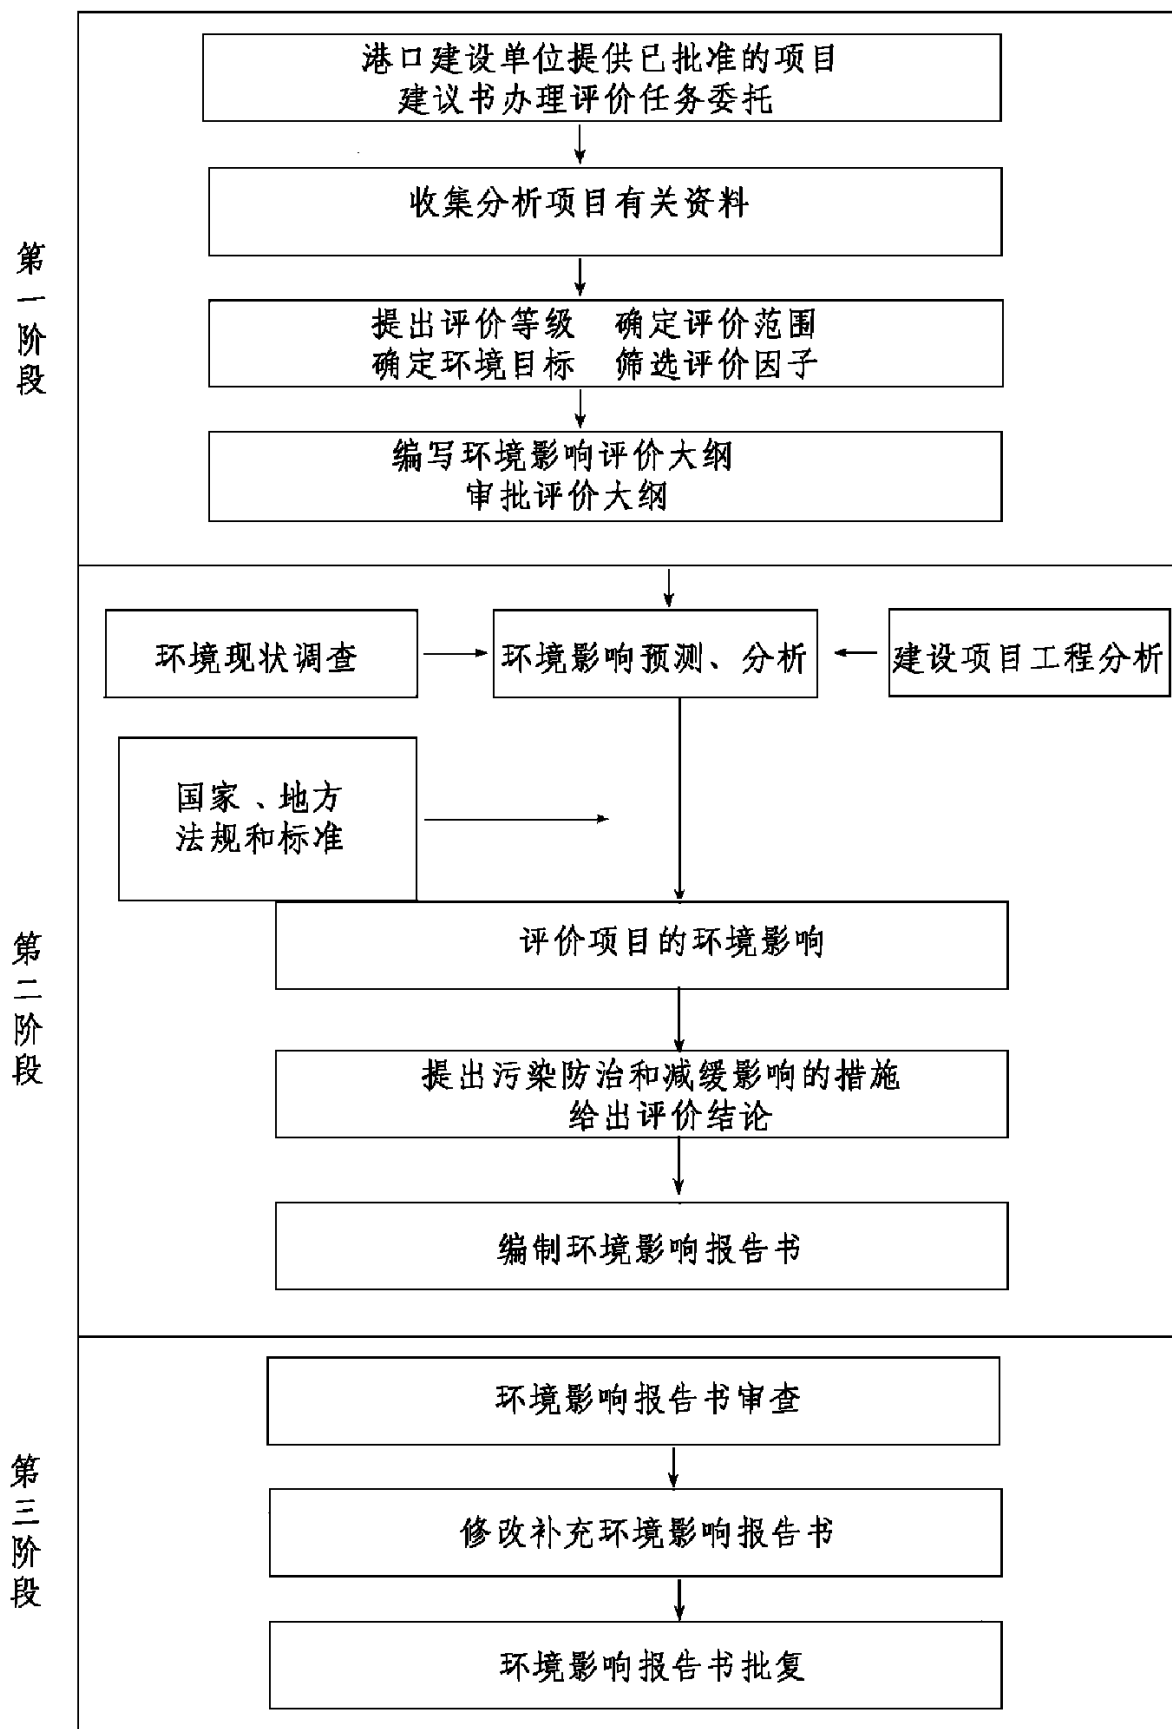 港口建设单位提供已批准的项目
建议书办理评价任务委托
收集分析项目有关资料
第一阶段
提出评价等级 确定评价范围
确定环境目标 筛选评价因子
编写环境影响评价大纲
审批评价大纲
环境现状调查
环境影响预测、分析
建设项目工程分析
国家、地方
法规和标准
第二阶段
评价项目的环境影响
提出污染防治和减缓影响的措施
给出评价结论
编制环境影响报告书
第三阶段
环境影响报告书审查
修改补充环境影响报告书
环境影响报告书批复